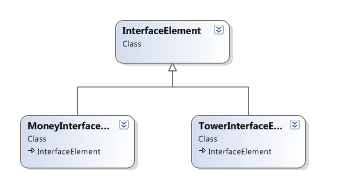 InterfaceElement
Class
MoneyInterface...
Class
InterfaceElement
TowerInterfaceE...
Class
InterfaceElement